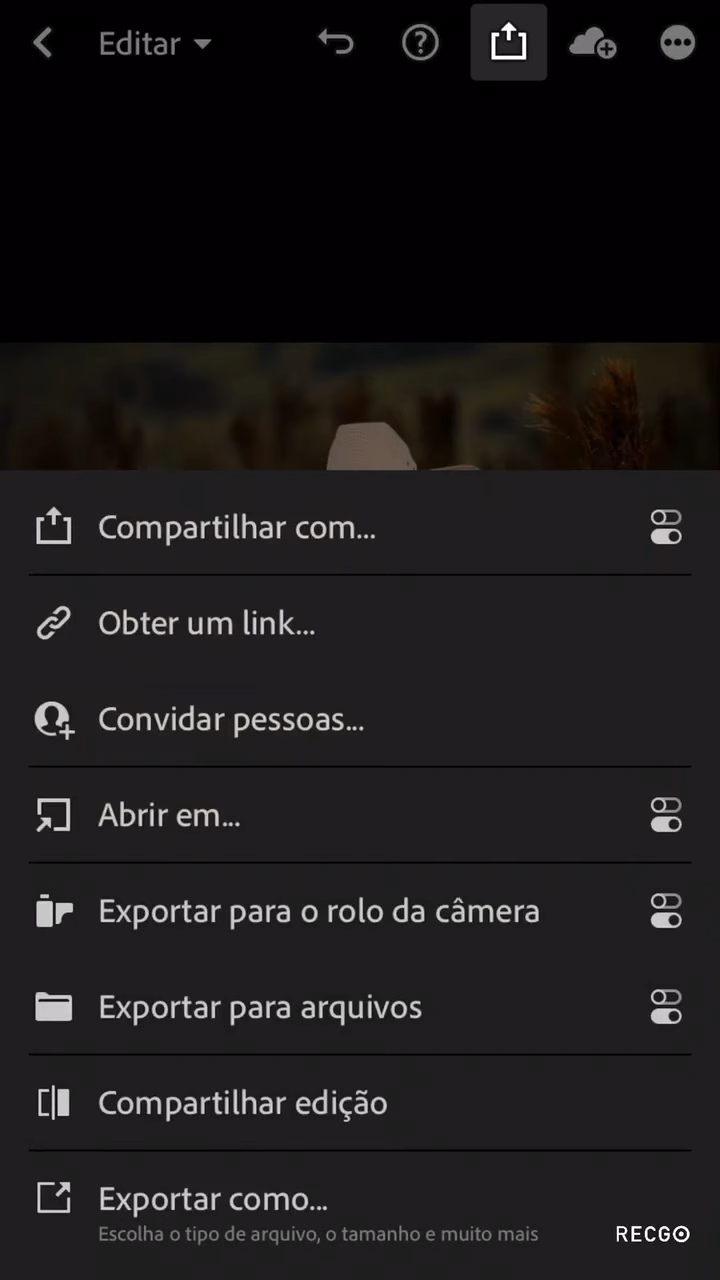 Editar
Compartilhar com...
Obter um link...
Convidar pessoas...
Abrir em...
Exportar para o rolo da câmera
Exportar para arquivos
Compartilhar edição
Exportar como...
Escolha o tipo de arquivo, o tamanho e muito mais
RECGO